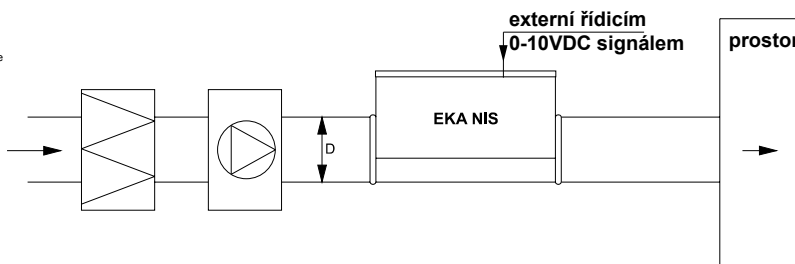 externí řídicím
0-10VDC signálem
prostor
e
EKA NIS
D